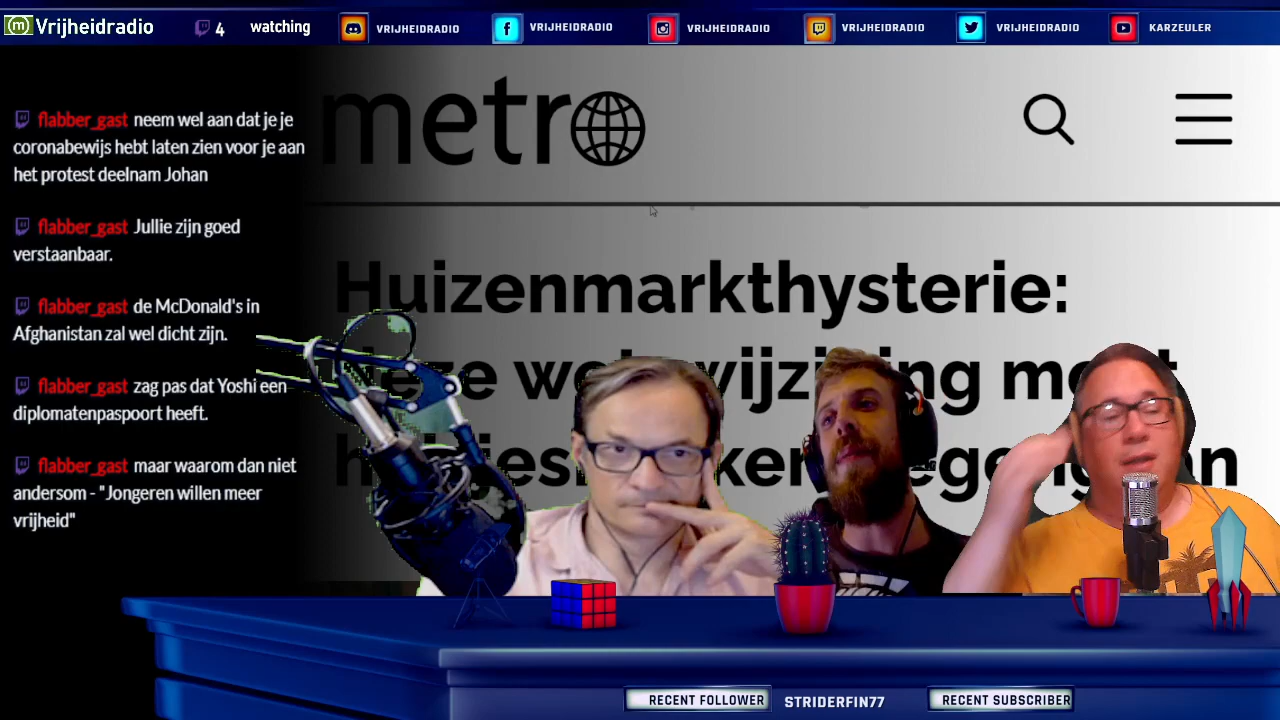 Vrijheidradio
4
watching
VRIJHEIDRADIO
VRIJHEIDRADIO
VRIJHEIDRADIO
VRIJHEIDRADIO
VRIJHEIDRADIO
KARZEULER
metro
flabber_gast neem wel aan dat je je
coronabewijs hebt laten zien voor je aan
het protest deelnam Johan
flabber_gast Jullie zijn goed
verstaanbaar.
flabber_gast de McDonald's in
Afghanistan zal wel dicht zijn.
flabber_gast zag pas dat Yoshi een
diplomatenpaspoort heeft.
flabber_gast maar waarom dan niet
andersom - "Jongeren willen meer
vrijheid"
Huizenmarkthysterie:
RECENT FOLLOWER
STRIDERFIN77
RECENT SUBSCRIBER